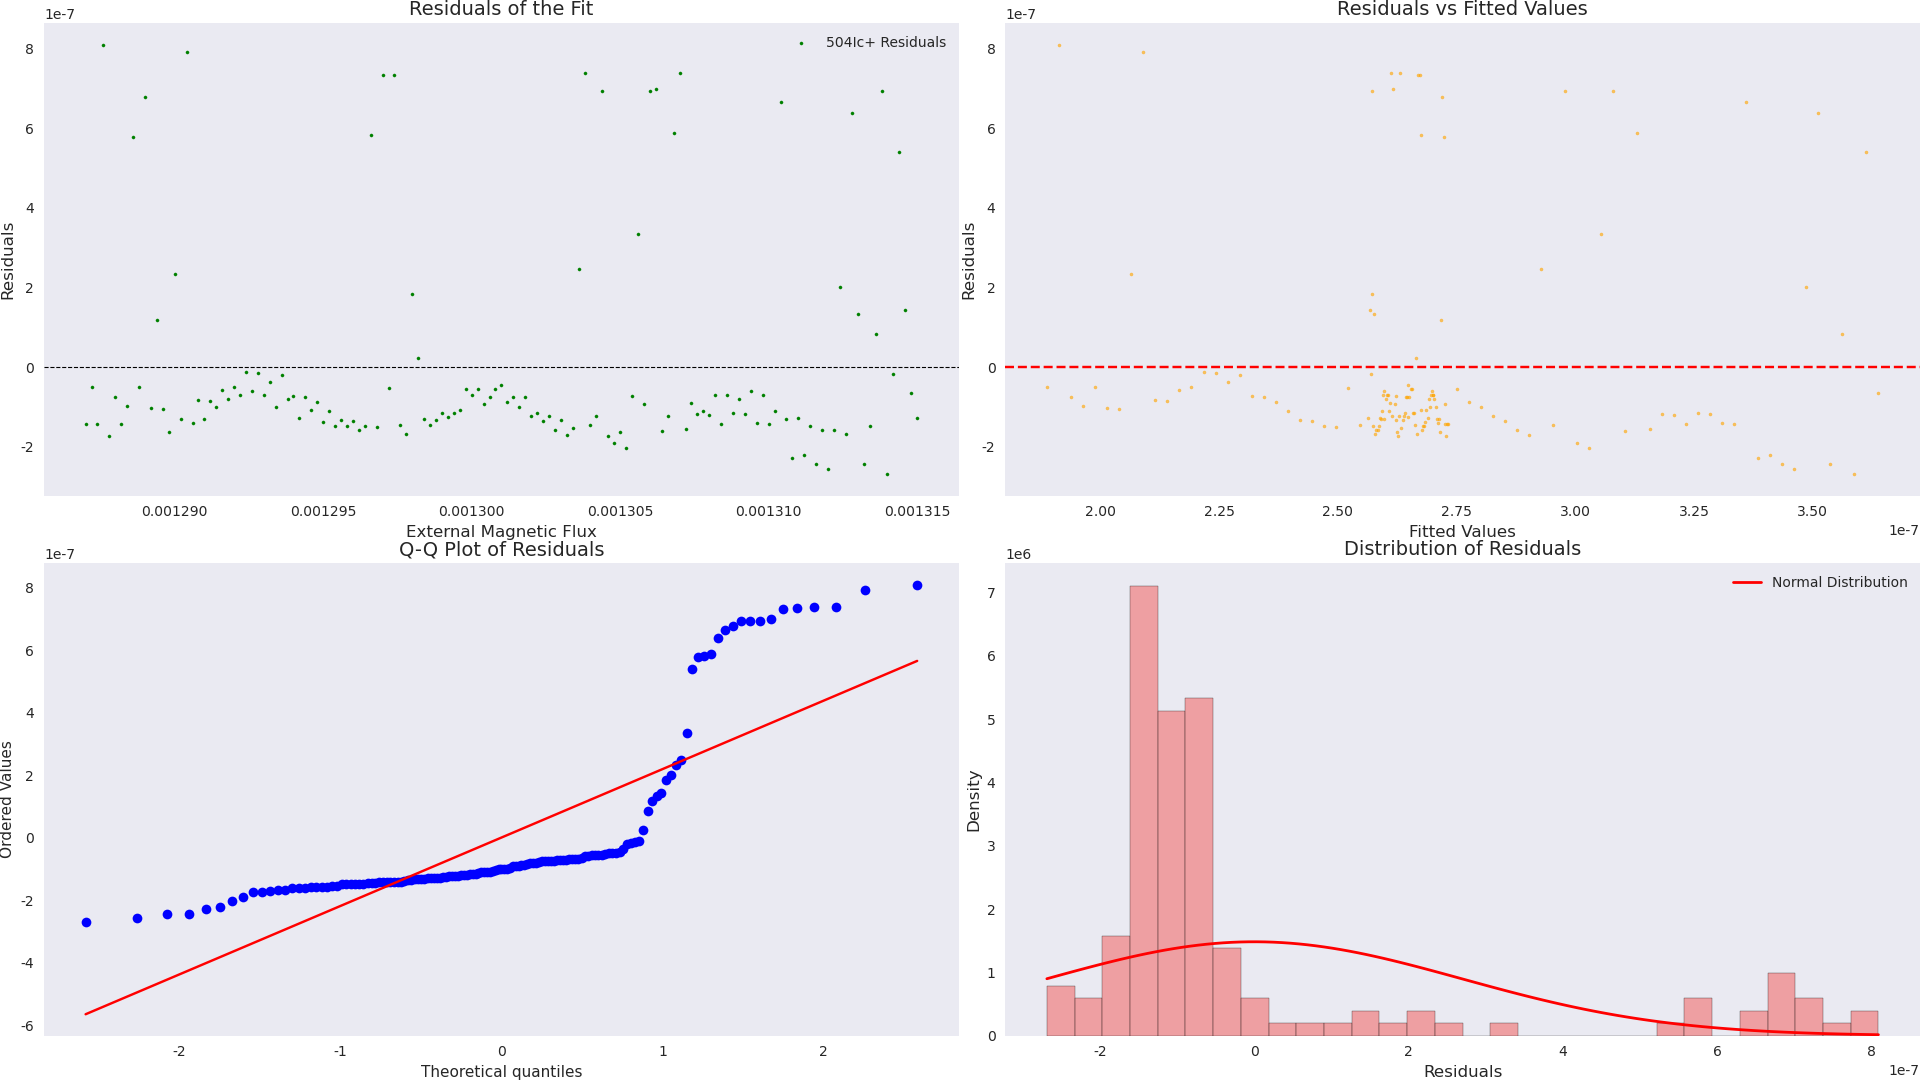 Residuals of the Fit
1e-7
504Ic+ Residuals
8
6
4
2
0
-2
Residuals
0.001290
0.001295
0.001300
0.001305
0.001310
0.001315
External Magnetic Flux
Residuals vs Fitted Values
1e-7
8
6
4
2
0
-2
Residuals
2.00
2.25
2.50
2.75
3.00
3.25
3.50
1e-7
Fitted Values
Q-Q Plot of Residuals
1e-7
8
6
4
2
0
-2
-4
-6
Ordered Values
-2
-1
0
1
2
Theoretical quantiles
Distribution of Residuals
1e6
Normal Distribution
7
6
5
4
3
2
1
0
Density
-2
0
2
4
6
8
1e-7
Residuals